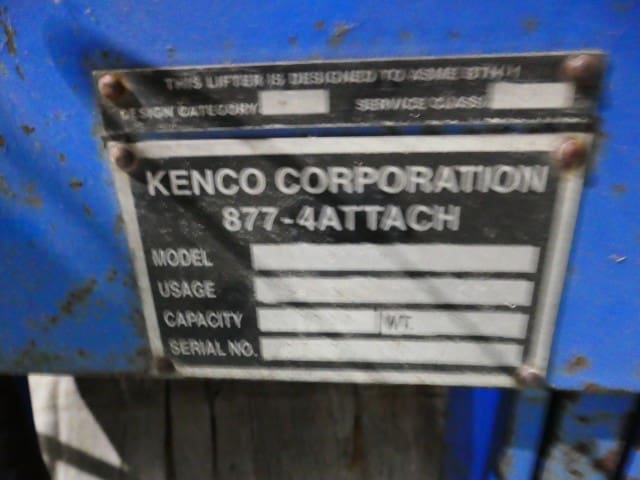 THIS LIFTER IS DESIGNED TO ASME BTH-1
DESIGN CATEGORY SERVICE CLASS
KENCO CORPORATION
877-4ATTACH
MODEL
USAGE
CAPACITY WT.
SERIAL NO.